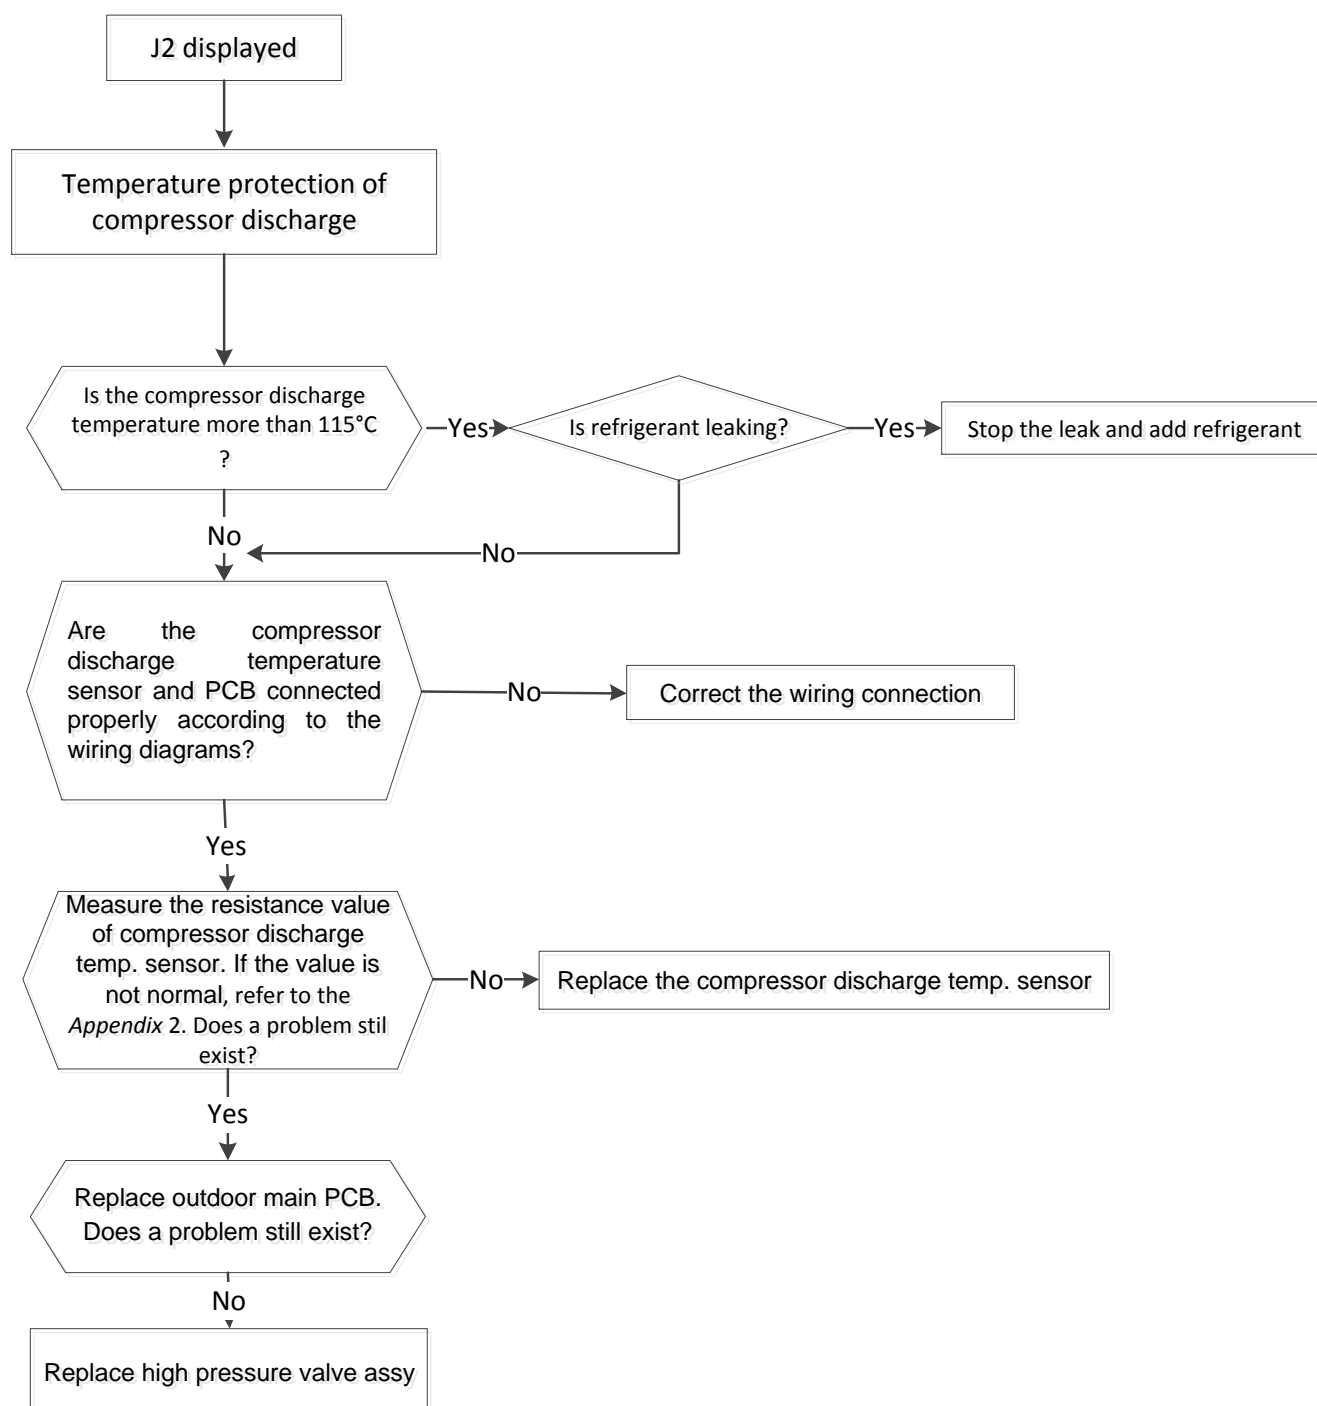 J2 displayed
Temperature protection of
compressor discharge
Is the compressor discharge
temperature more than 115°C
?
Yes
Is refrigerant leaking?
Yes
Stop the leak and add refrigerant
No
No
Are the compressor
discharge temperature
sensor and PCB connected
properly according to the
wiring diagrams?
No
Correct the wiring connection
Yes
Measure the resistance value
of compressor discharge
temp. sensor. If the value is
not normal, refer to the
Appendix 2. Does a problem stil
exist?
No
Replace the compressor discharge temp. sensor
Yes
Replace outdoor main PCB.
Does a problem still exist?
No
Replace high pressure valve assy